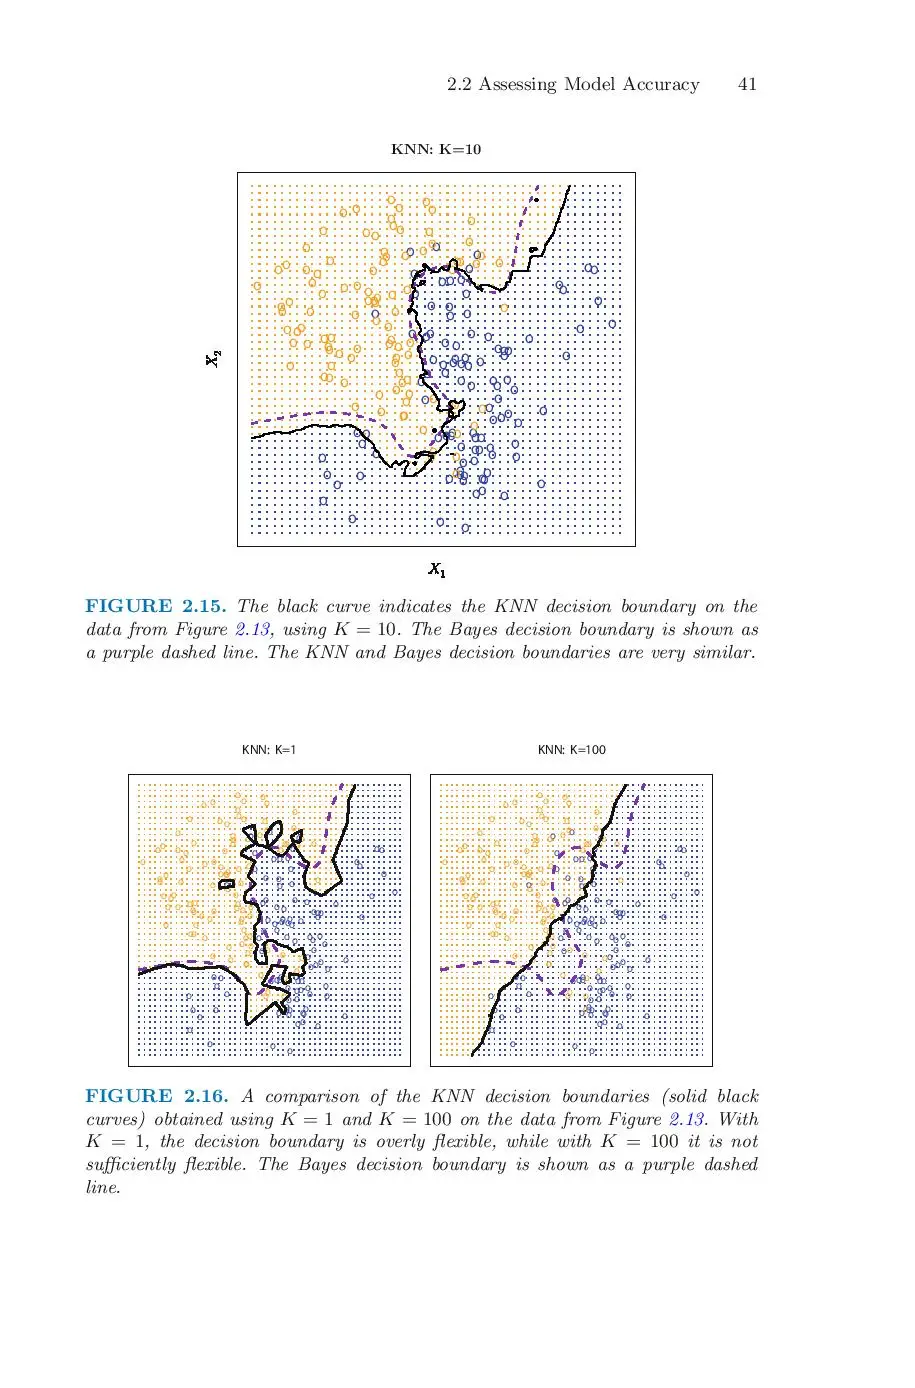 2.2 Assessing Model Accuracy 41
KNN: K=10
X2
X1
FIGURE 2.15. The black curve indicates the KNN decision boundary on the
data from Figure 2.13, using K = 10. The Bayes decision boundary is shown as
a purple dashed line. The KNN and Bayes decision boundaries are very similar.
KNN: K=1
KNN: K=100
FIGURE 2.16. A comparison of the KNN decision boundaries (solid black
curves) obtained using K = 1 and K = 100 on the data from Figure 2.13. With
K = 1, the decision boundary is overly flexible, while with K = 100 it is not
sufficiently flexible. The Bayes decision boundary is shown as a purple dashed
line.